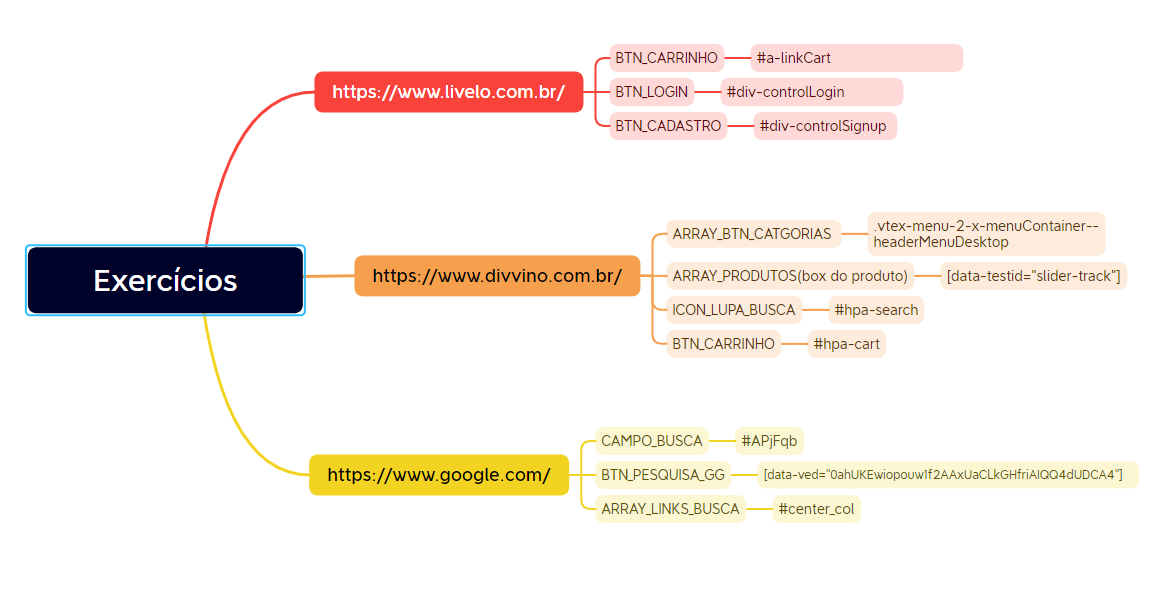 Exercícios
https://www.livelo.com.br/
BTN_CARRINHO
#a-linkCart
BTN_LOGIN
#div-controlLogin
BTN_CADASTRO
#div-controlSignup
https://www.divvino.com.br/
ARRAY_BTN_CATGORIAS
.vtex-menu-2-x-menuContainer--
headerMenuDesktop
ARRAY_PRODUTOS(box do produto)
[data-testid="slider-track"]
ICON_LUPA_BUSCA
#hpa-search
BTN_CARRINHO
#hpa-cart
https://www.google.com/
CAMPO_BUSCA
#APjFqb
BTN_PESQUISA_GG
[data-ved="0ahUKEwiopouw1f2AAxUaCLkGHfriAIQQ4dUDCA4"]
ARRAY_LINKS_BUSCA
#center_col